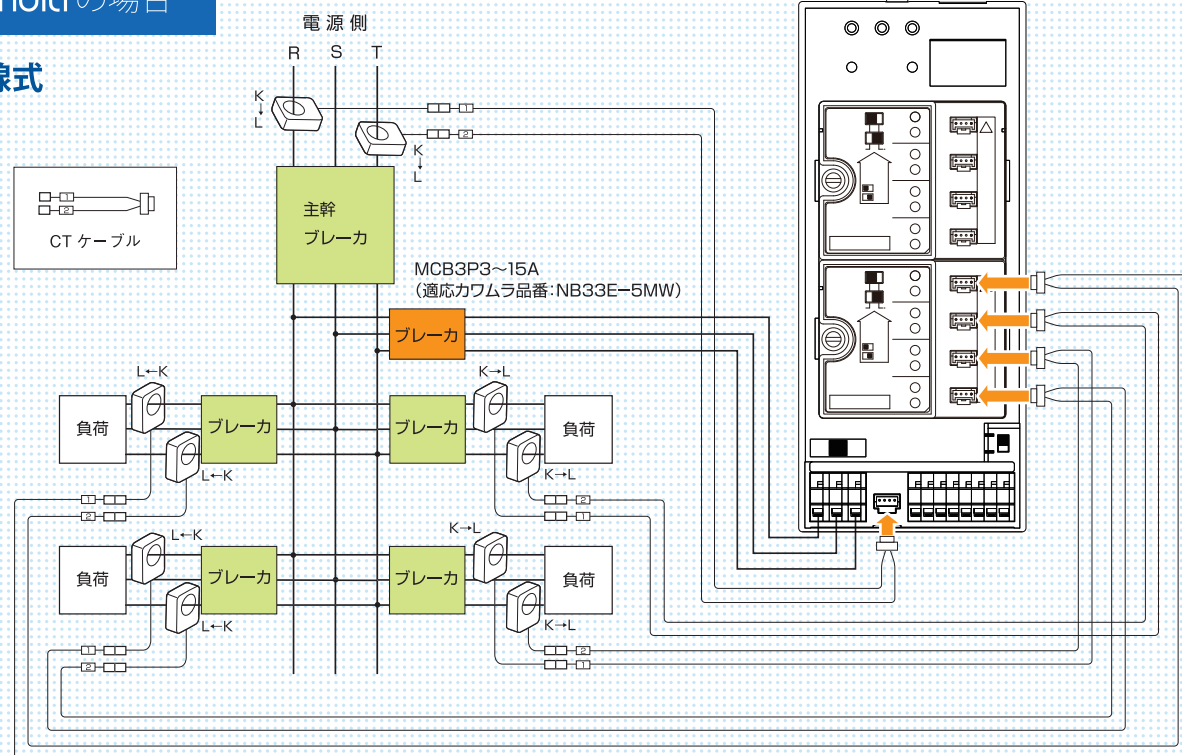 の場合
線式
電源側
R S T
K→L
1
K→L
2
1
2
CT ケーブル
主幹
ブレーカ
MCB3P3～15A
（適応カワムラ品番：NB33E−5MW）
ブレーカ
L←K
K→L
負荷
ブレーカ
ブレーカ
負荷
L←K
K→L
1
2
2
1
L←K
K→L
負荷
ブレーカ
ブレーカ
負荷
L←K
K→L
1
2
2
1